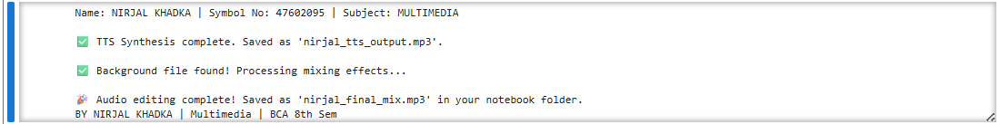 Name: NIRJAL KHADKA | Symbol No: 47602095 | Subject: MULTIMEDIA
✅ TTS Synthesis complete. Saved as 'nirjal_tts_output.mp3'.
✅ Background file found! Processing mixing effects...
🎉 Audio editing complete! Saved as 'nirjal_final_mix.mp3' in your notebook folder.
BY NIRJAL KHADKA | Multimedia | BCA 8th Sem